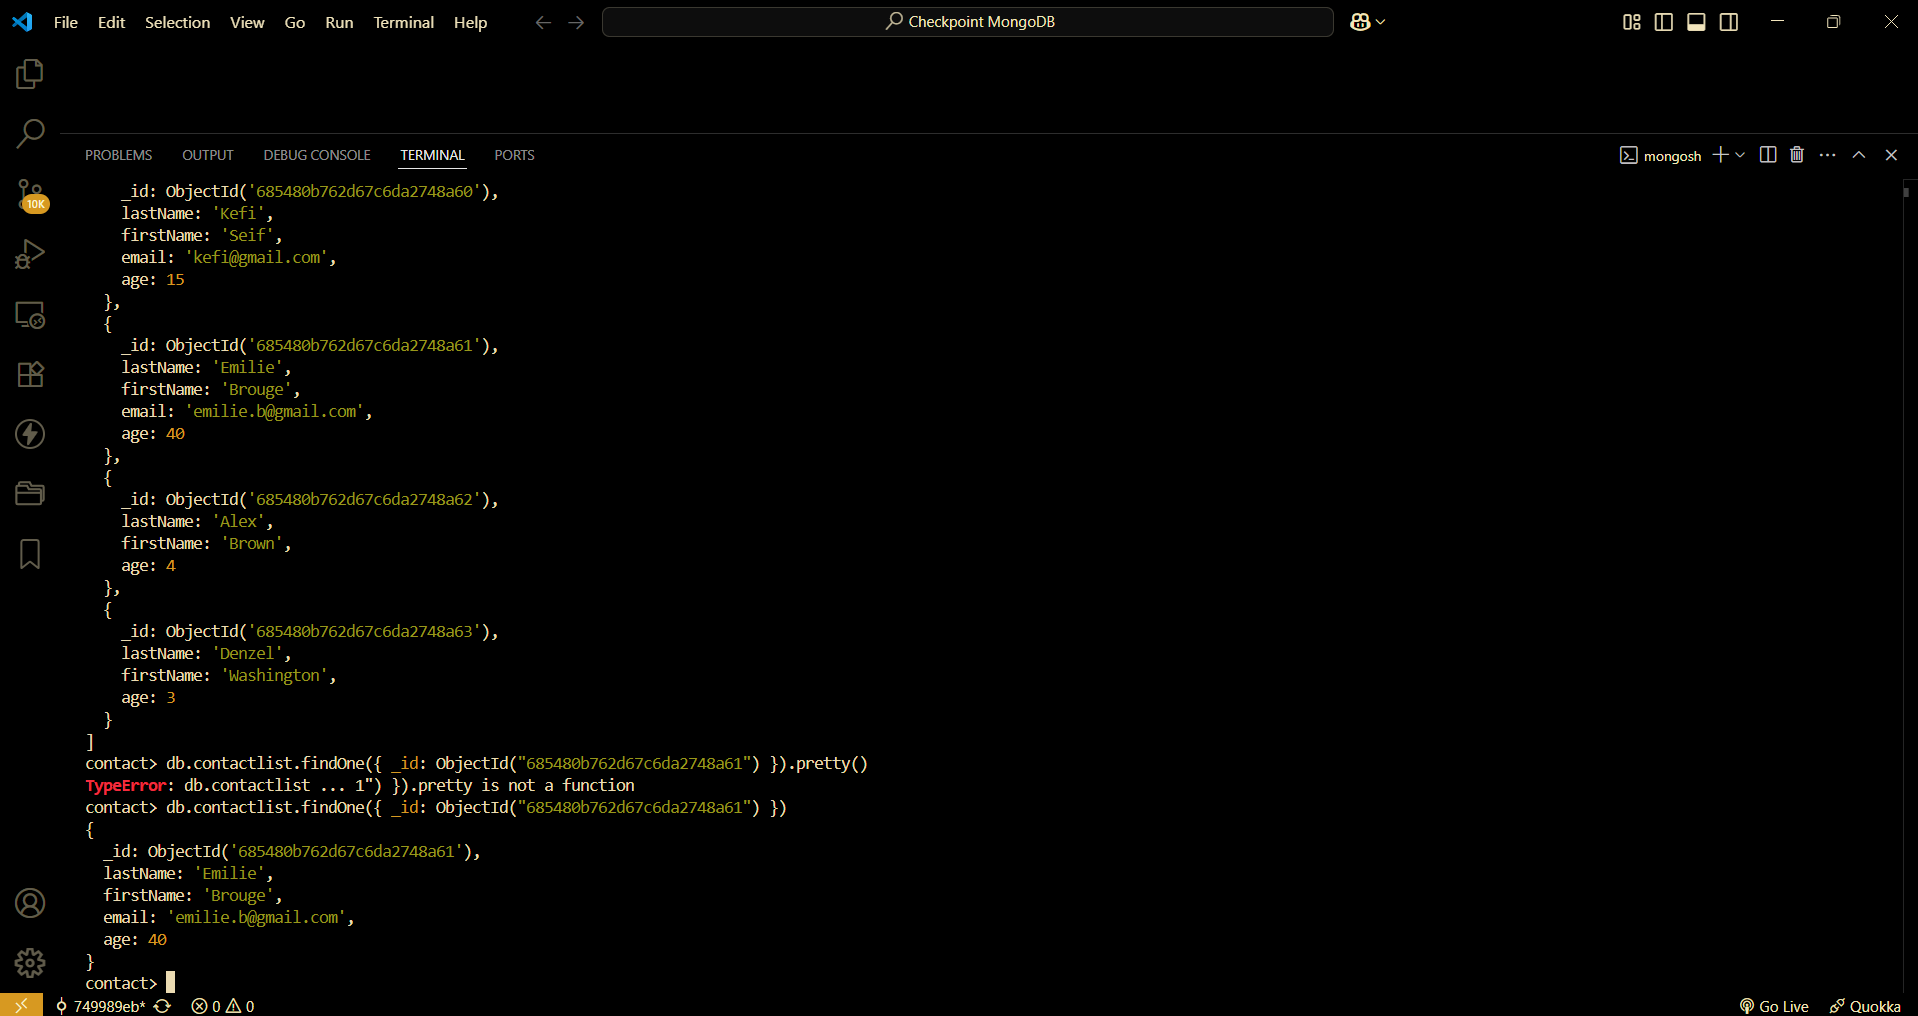 File Edit Selection View Go Run Terminal Help
Checkpoint MongoDB
10K
PROBLEMS OUTPUT DEBUG CONSOLE TERMINAL PORTS
mongosh
_id: ObjectId('685480b762d67c6da2748a60'),
lastName: 'Kefi',
firstName: 'Seif',
email: 'kefi@gmail.com',
age: 15
},
{
_id: ObjectId('685480b762d67c6da2748a61'),
lastName: 'Emilie',
firstName: 'Brouge',
email: 'emilie.b@gmail.com',
age: 40
},
{
_id: ObjectId('685480b762d67c6da2748a62'),
lastName: 'Alex',
firstName: 'Brown',
age: 4
},
{
_id: ObjectId('685480b762d67c6da2748a63'),
lastName: 'Denzel',
firstName: 'Washington',
age: 3
}
]
contact> db.contactlist.findOne({ _id: ObjectId("685480b762d67c6da2748a61") }).pretty()
TypeError: db.contactlist ... 1") }).pretty is not a function
contact> db.contactlist.findOne({ _id: ObjectId("685480b762d67c6da2748a61") })
{
_id: ObjectId('685480b762d67c6da2748a61'),
lastName: 'Emilie',
firstName: 'Brouge',
email: 'emilie.b@gmail.com',
age: 40
}
contact>
749989eb* 0 0 Go Live Quokka